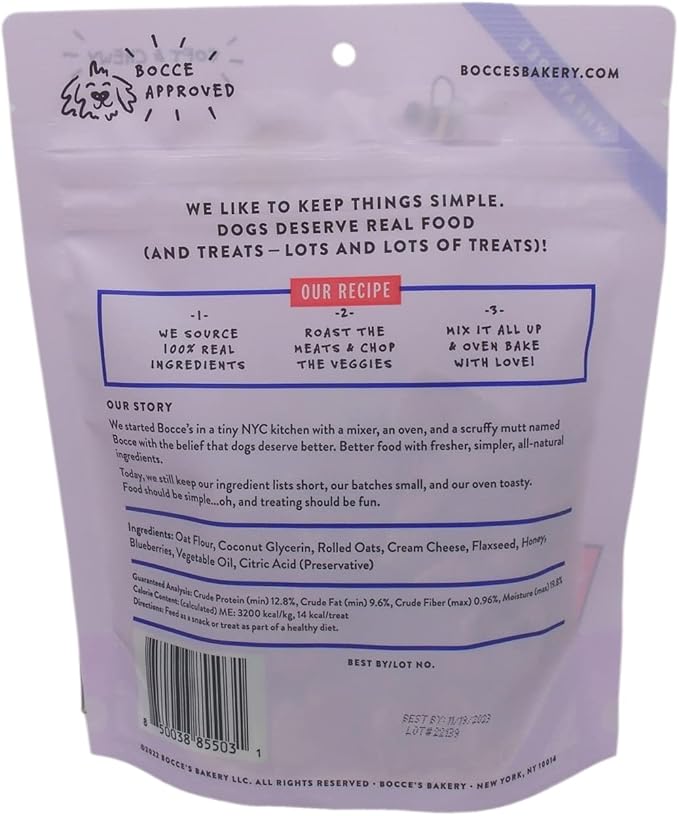 BOCCE
APPROVED
BOCCESBAKERY.COM
WE LIKE TO KEEP THINGS SIMPLE.
DOGS DESERVE REAL FOOD
(AND TREATS — LOTS AND LOTS OF TREATS)!
OUR RECIPE
-1-
WE SOURCE
100% REAL
INGREDIENTS
-2-
ROAST THE
MEATS & CHOP
THE VEGGIES
-3-
MIX IT ALL UP
& OVEN BAKE
WITH LOVE!
OUR STORY
We started Bocce's in a tiny NYC kitchen with a mixer, an oven, and a scruffy mutt named
Bocce with the belief that dogs deserve better. Better food with fresher, simpler, all-natural
ingredients.
Today, we still keep our ingredient lists short, our batches small, and our oven toasty.
Food should be simple...oh, and treating should be fun.
Ingredients: Oat Flour, Coconut Glycerin, Rolled Oats, Cream Cheese, Flaxseed, Honey,
Blueberries, Vegetable Oil, Citric Acid (Preservative)
Guaranteed Analysis: Crude Protein (min) 12.8%, Crude Fat (min) 9.6%, Crude Fiber (max) 0.96%, Moisture (max) 19.8%
Calorie Content: (calculated) ME: 3200 kcal/kg, 14 kcal/treat
Directions: Feed as a snack or treat as part of a healthy diet.
BEST BY/LOT NO.
BEST BY: 11/19/2023
LOT# 22139
8 50038 85503 1
©2022 BOCCE'S BAKERY LLC. ALL RIGHTS RESERVED · BOCCE'S BAKERY · NEW YORK, NY 10014